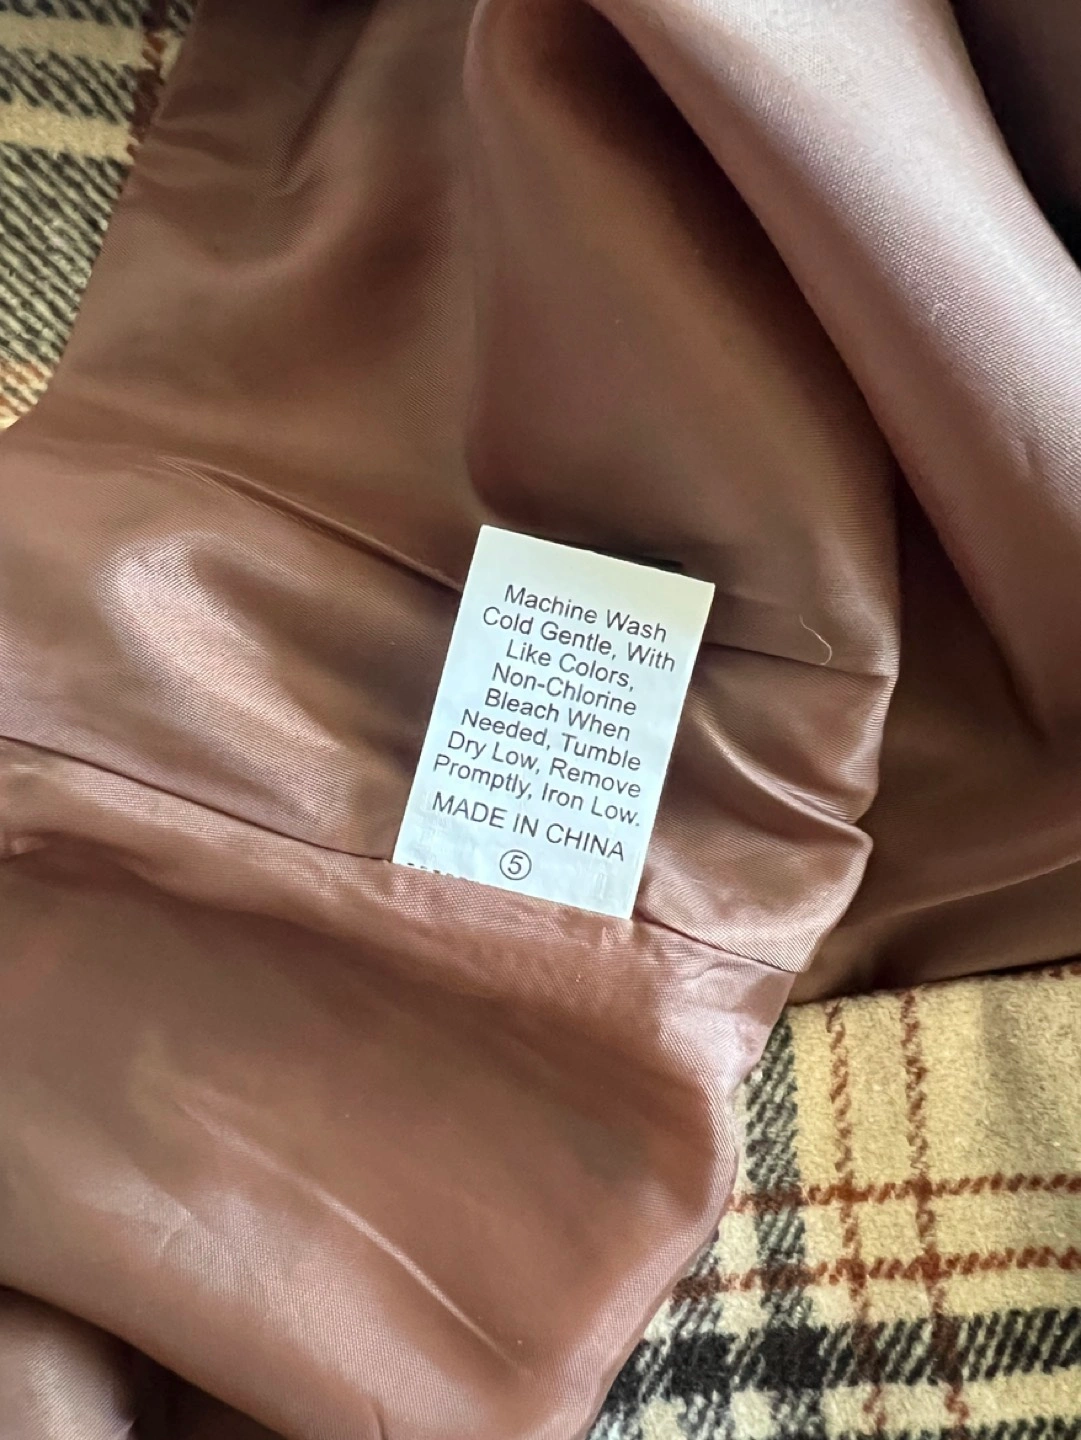 Machine Wash
Cold Gentle, With
Like Colors,
Non-Chlorine
Bleach When
Needed, Tumble
Dry Low, Remove
Promptly, Iron Low.
MADE IN CHINA
⑤